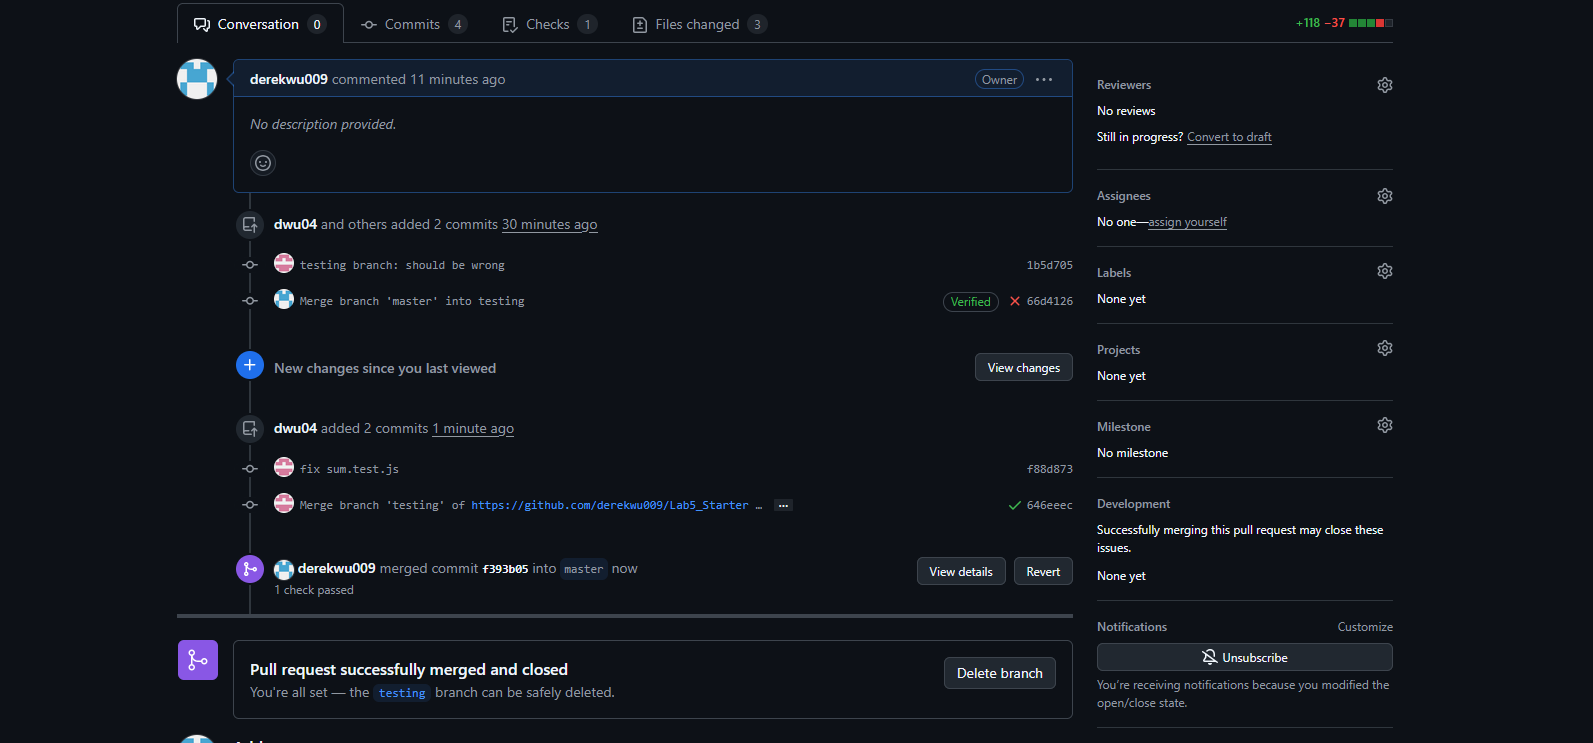 Conversation 0 Commits 4 Checks 1 Files changed 3 +118 −37
derekwu009 commented 11 minutes ago Owner ...
No description provided.
dwu04 and others added 2 commits 30 minutes ago
testing branch: should be wrong 1b5d705
Merge branch 'master' into testing Verified 66d4126
New changes since you last viewed View changes
dwu04 added 2 commits 1 minute ago
fix sum.test.js f88d873
Merge branch 'testing' of https://github.com/derekwu009/Lab5_Starter … ... 646eeec
derekwu009 merged commit f393b05 into master now View details Revert
1 check passed
Pull request successfully merged and closed
You're all set — the testing branch can be safely deleted.
Delete branch
Reviewers
No reviews
Still in progress? Convert to draft
Assignees
No one—assign yourself
Labels
None yet
Projects
None yet
Milestone
No milestone
Development
Successfully merging this pull request may close these
issues.
None yet
Notifications Customize
Unsubscribe
You're receiving notifications because you modified the
open/close state.